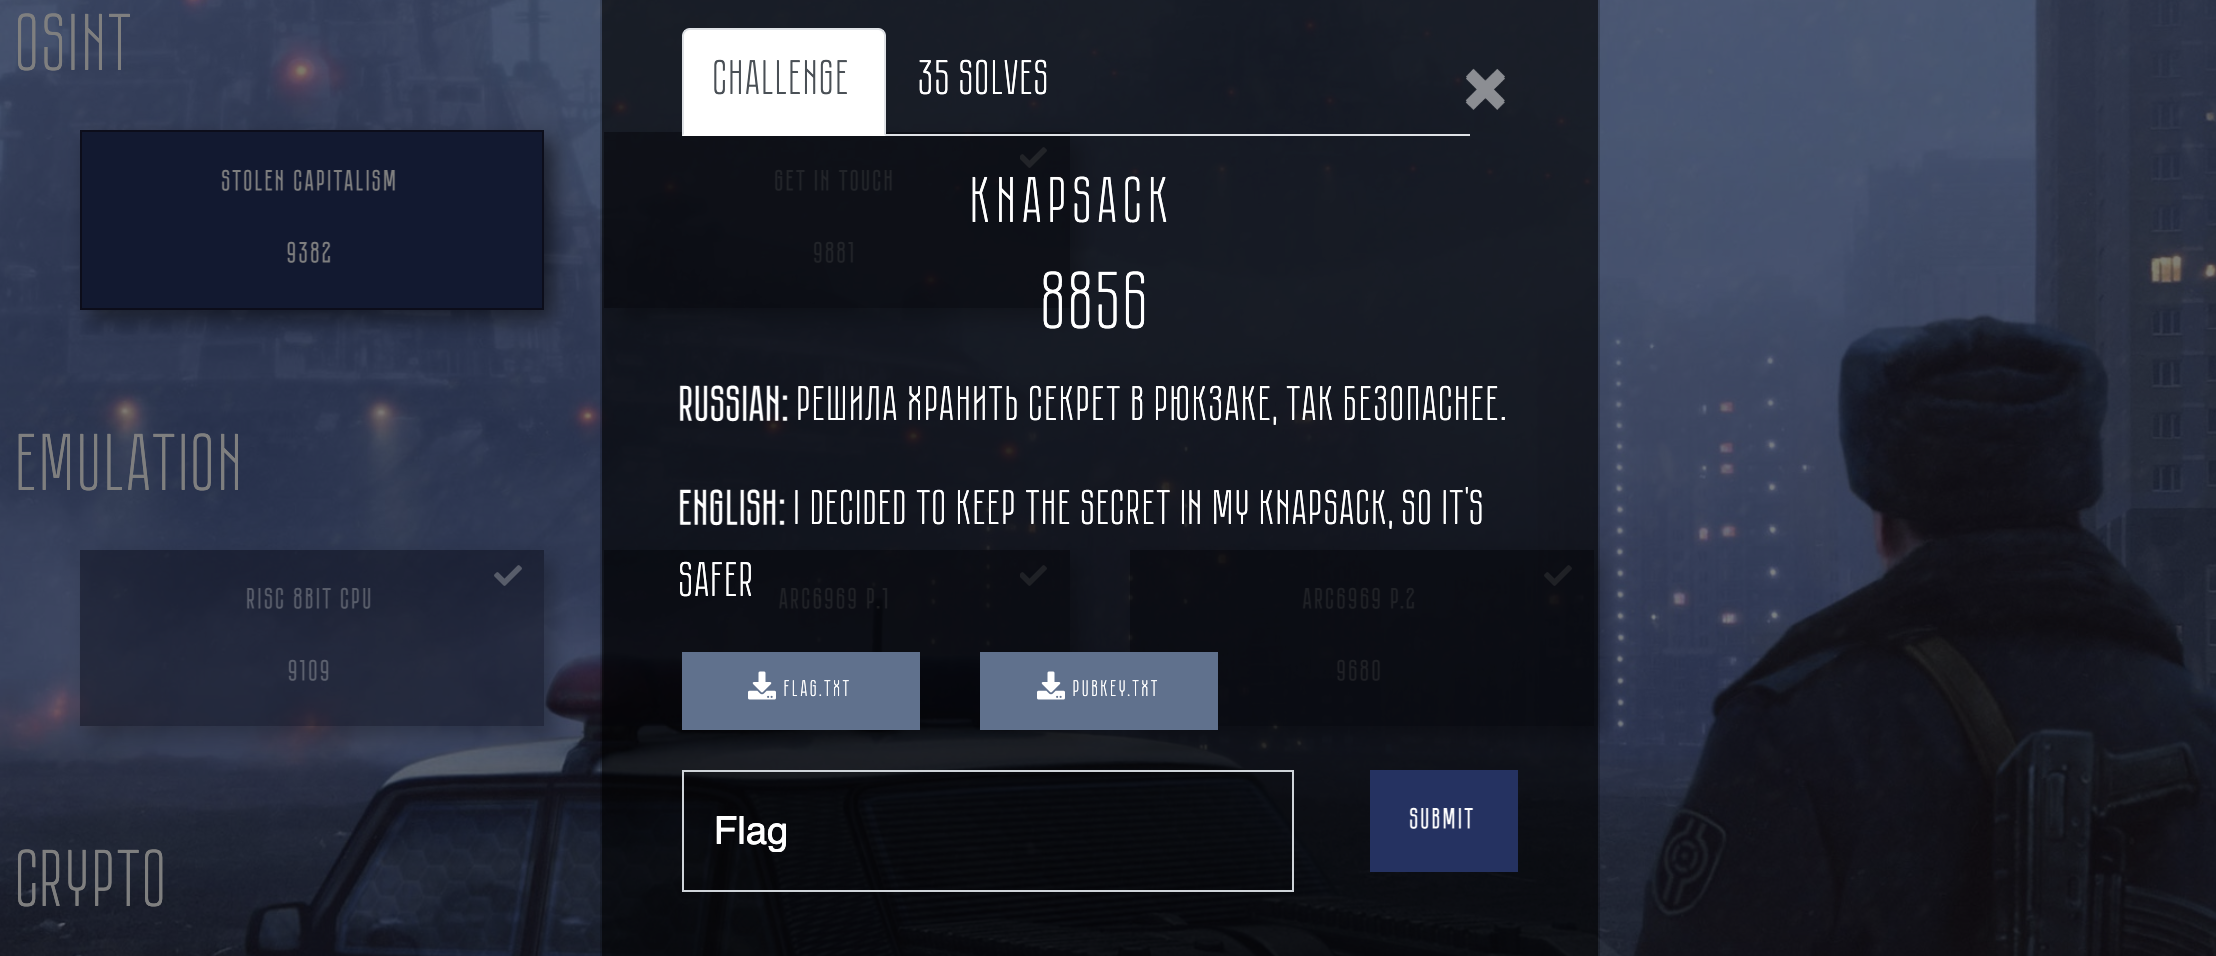 OSINT
CHALLENGE
35 SOLVES
STOLEN CAPITALISM
GET IN TOUCH
KNAPSACK
9382
9881
8856
RUSSIAN: РЕШИЛА ХРАНИТЬ СЕКРЕТ В РЮКЗАКЕ, ТАК БЕЗОПАСНЕЕ.
EMULATION
ENGLISH: I DECIDED TO KEEP THE SECRET IN MY KNAPSACK, SO IT'S
SAFER
RISC 8BIT CPU
ARC6969 P.1
ARC6969 P.2
9109
9680
FLAG.TXT
PUBKEY.TXT
Flag
SUBMIT
CRYPTO